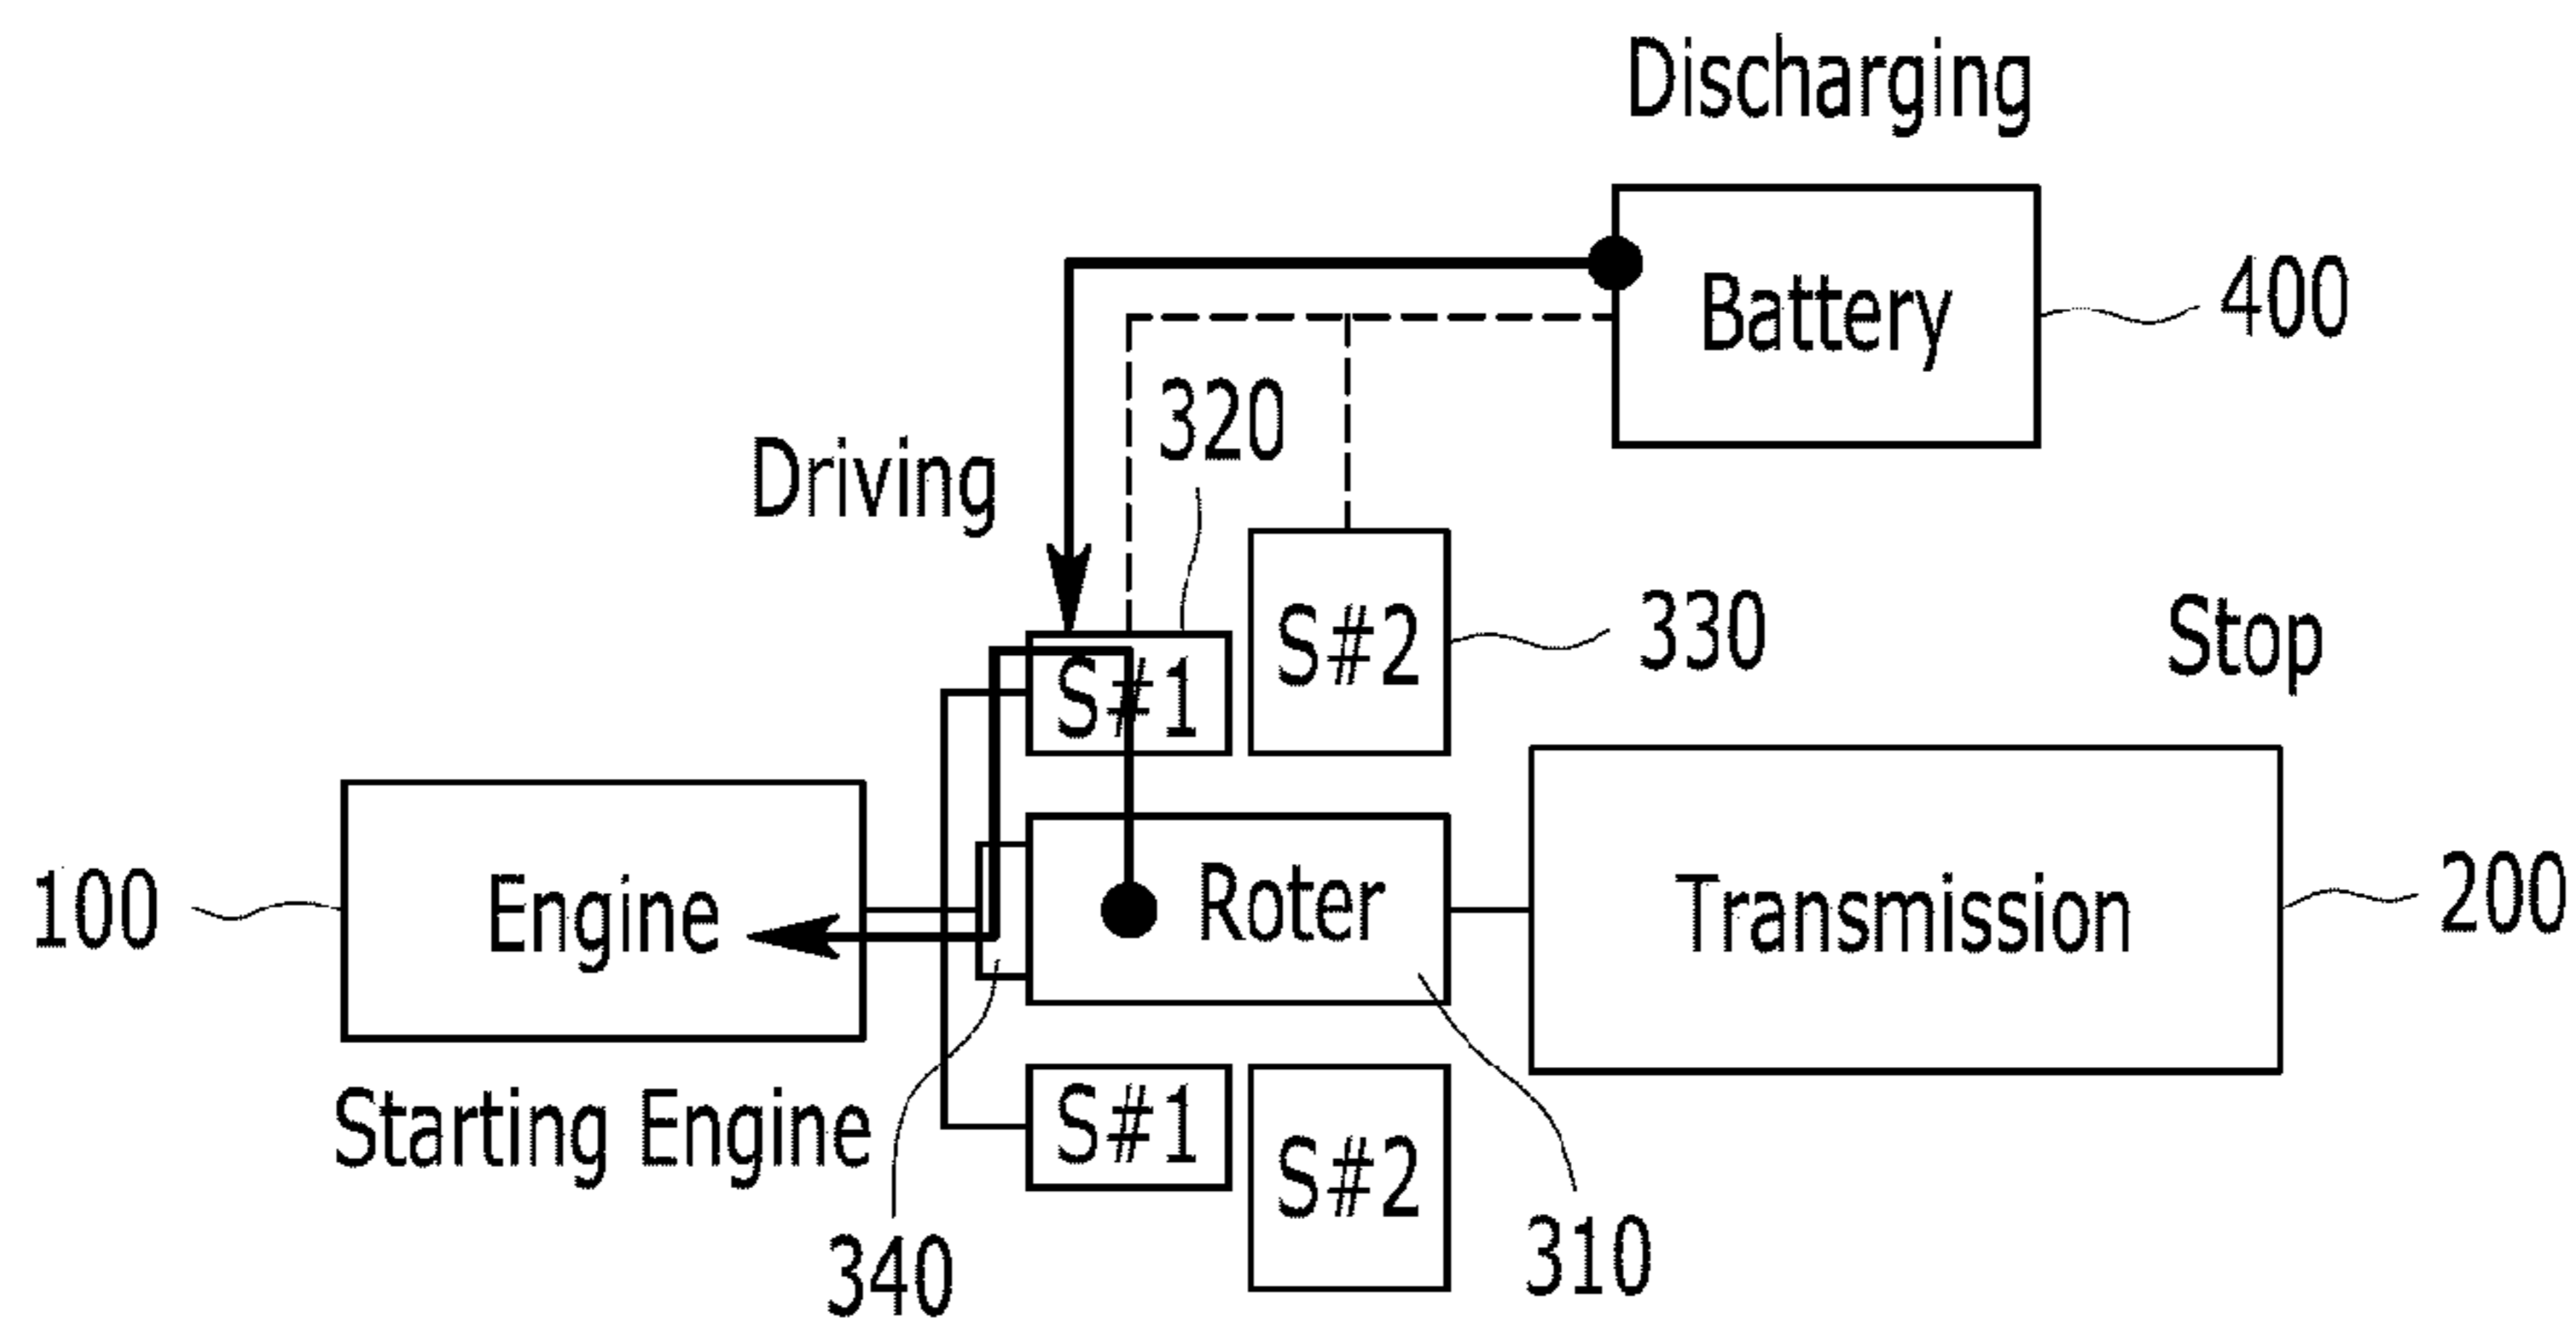 Discharging
Battery
400
320
Driving
S#2
330
Stop
S#1
100
Engine
Roter
Transmission
200
Starting Engine
S#1
S#2
340
310